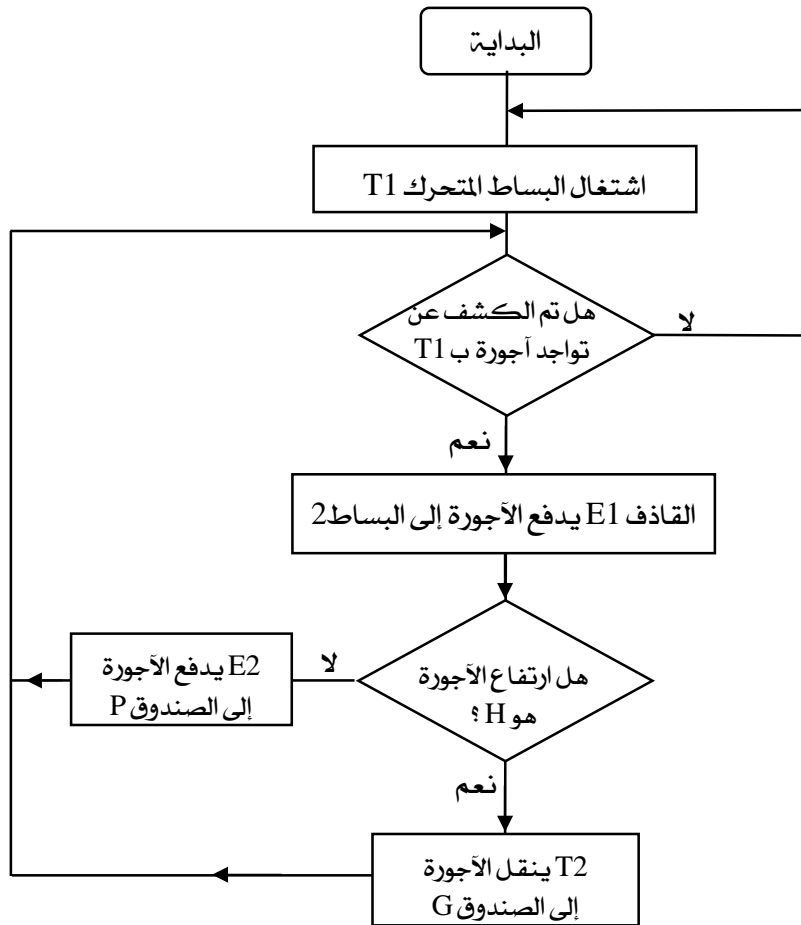 البداية
اشتغال البساط المتحرك T1
هل تم الكشف عن
تواجد آجورة ب T1
لا
نعم
القاذف E1 يدفع الآجورة إلى البساط2
هل ارتفاع الآجورة
هو H ؟
لا
E2 يدفع الآجورة
إلى الصندوق P
نعم
T2 ينقل الآجورة
إلى الصندوق G